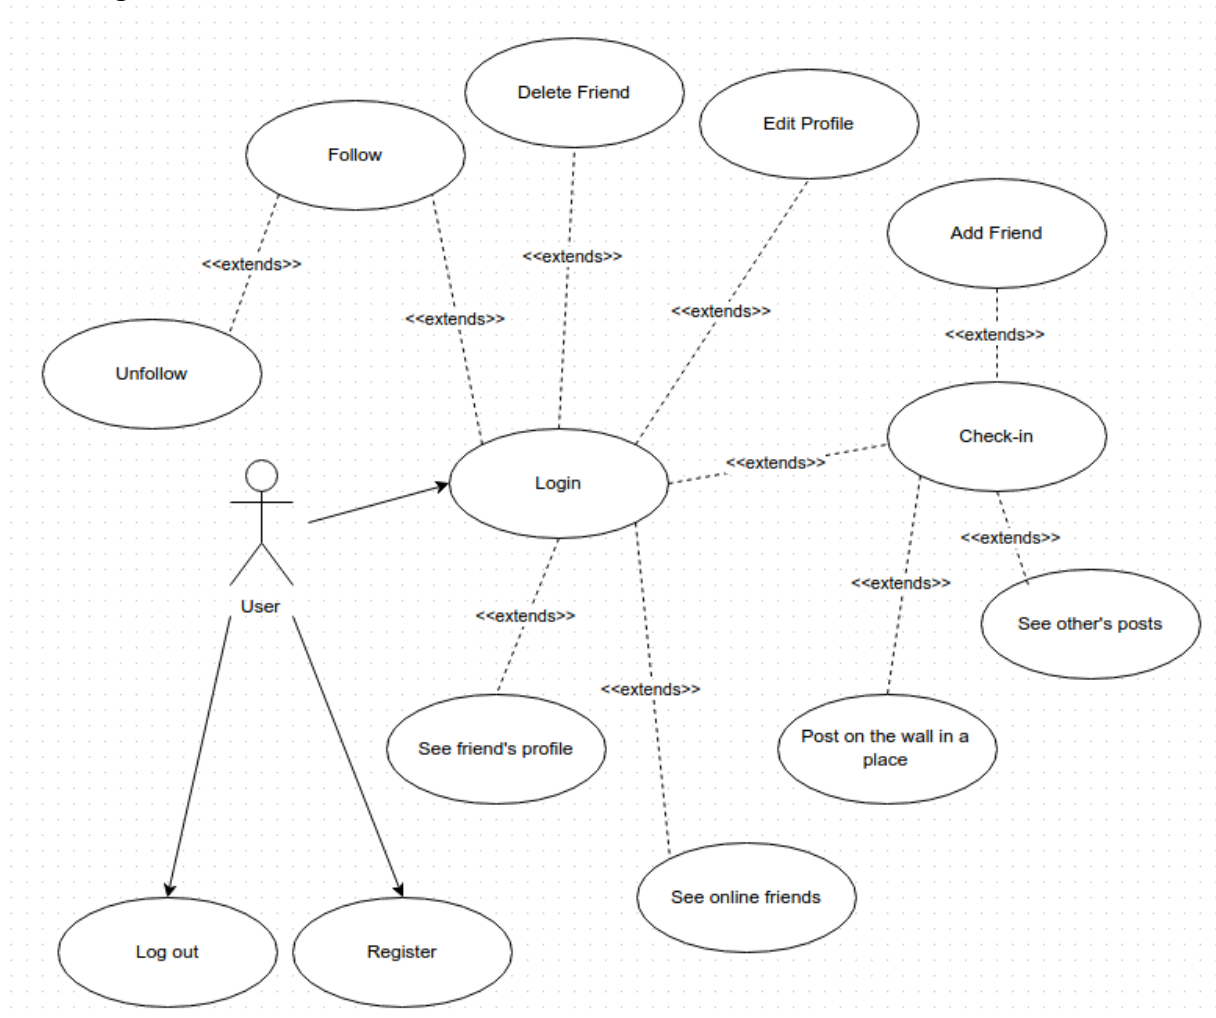 Delete Friend
Edit Profile
Follow
Add Friend
<<extends>>
<<extends>>
<<extends>>
<<extends>>
<<extends>>
Unfollow
Check-in
<<extends>>
Login
<<extends>>
<<extends>>
User
<<extends>>
See other's posts
<<extends>>
Post on the wall in a
place
See friend's profile
See online friends
Log out
Register